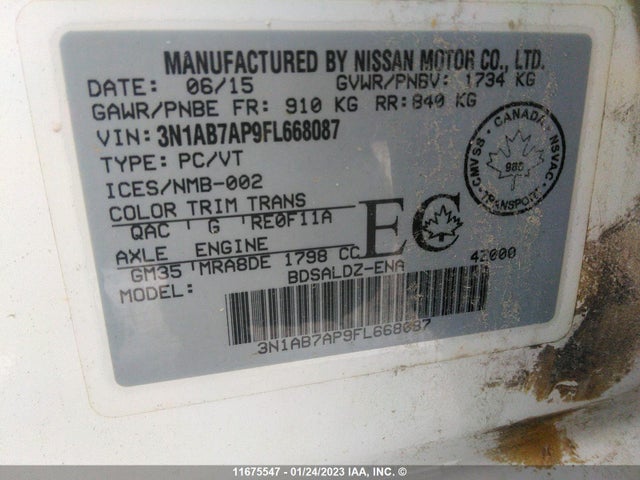 MANUFACTURED BY NISSAN MOTOR CO., LTD.
DATE: 06/15 GVWR/PNBV: 1734 KG
GAWR/PNBE FR: 910 KG RR: 840 KG
VIN: 3N1AB7AP9FL668087
TYPE: PC/VT
ICES/NMB-002
COLOR TRIM TRANS
QAC G RE0F11A
AXLE ENGINE
GM35 MRA8DE 1798 CC 42000
MODEL: BDSALDZ-ENA
3N1AB7AP9FL668087
EC
CANADA
CMVSS NSVAC
TRANSPORT
11675547 - 01/24/2023 IAA, INC. ©